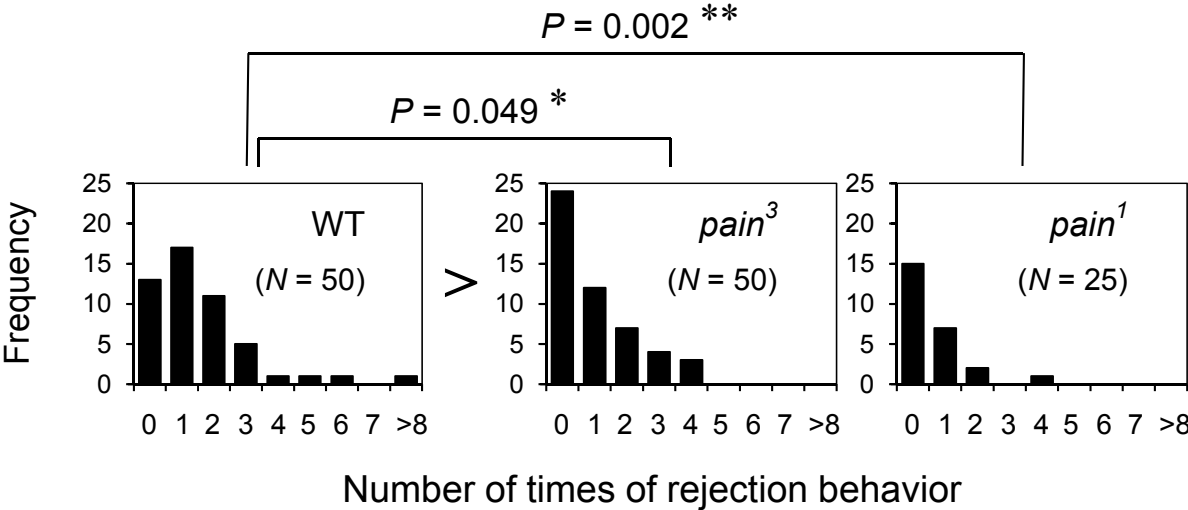 P = 0.002 **
P = 0.049 *
Frequency
25
20
15
10
5
0
WT
(N = 50)
0 1 2 3 4 5 6 7 >8
>
25
20
15
10
5
0
pain³
(N = 50)
0 1 2 3 4 5 6 7 >8
25
20
15
10
5
0
pain¹
(N = 25)
0 1 2 3 4 5 6 7 >8
Number of times of rejection behavior